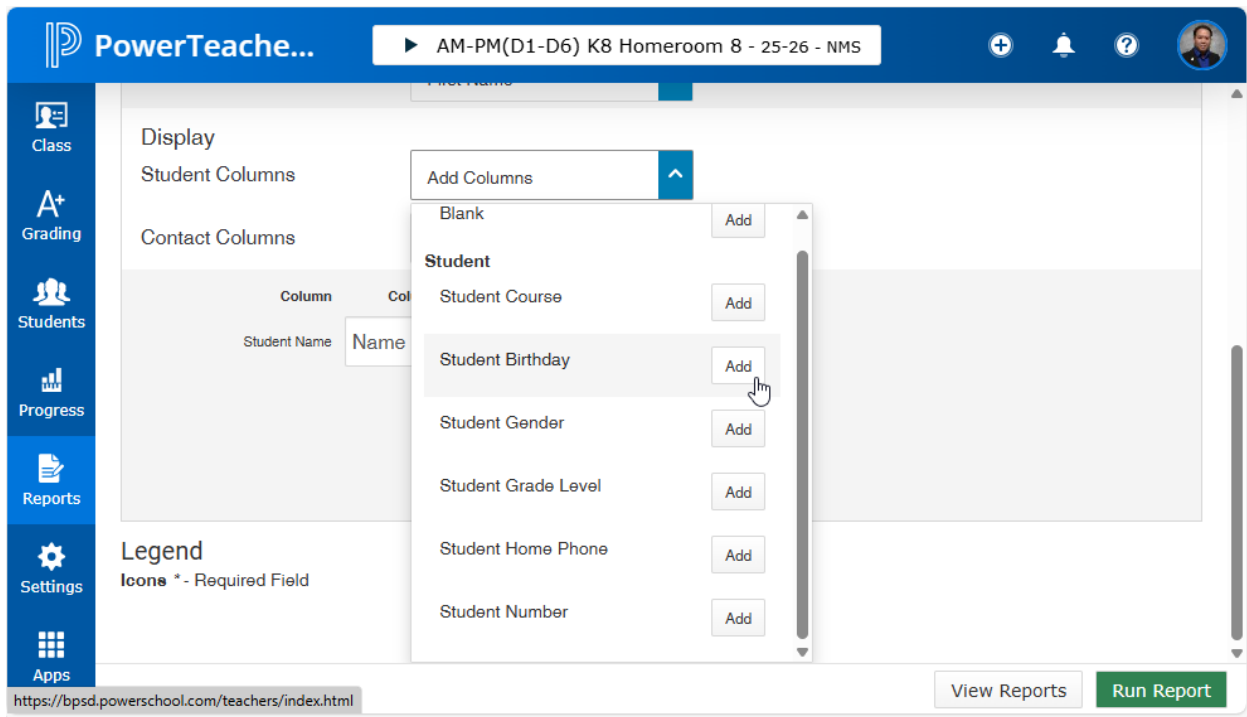 PowerTeache...
AM-PM(D1-D6) K8 Homeroom 8 - 25-26 - NMS
Class
Grading
Students
Progress
Reports
Settings
Apps
First Name
Display
Student Columns
Add Columns
Contact Columns
Blank
Add
Student
Student Course
Add
Student Birthday
Add
Student Gender
Add
Student Grade Level
Add
Student Home Phone
Add
Student Number
Add
Column
Col
Student Name
Name
Legend
Icons * - Required Field
View Reports
Run Report
https://bpsd.powerschool.com/teachers/index.html